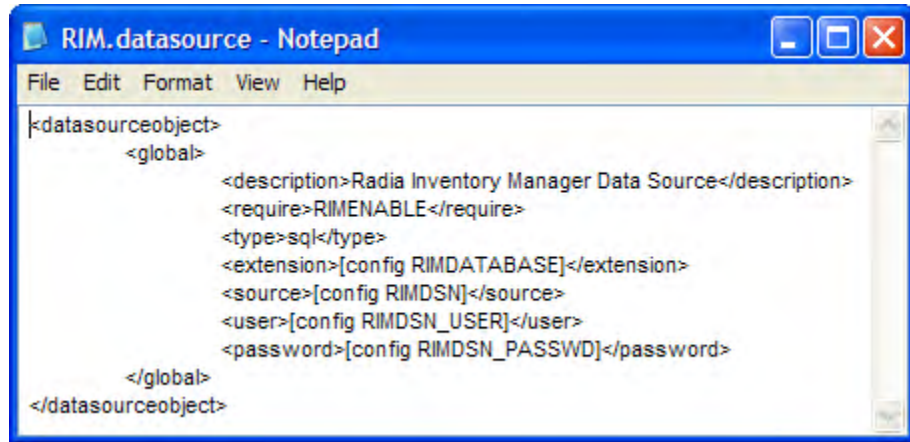 RIM.datasource - Notepad
File Edit Format View Help
<datasourceobject>
<global>
<description>Radia Inventory Manager Data Source</description>
<require>RIMENABLE</require>
<type>sql</type>
<extension>[config RIMDATABASE]</extension>
<source>[config RIMDSN]</source>
<user>[config RIMDSN_USER]</user>
<password>[config RIMDSN_PASSWD]</password>
</global>
</datasourceobject>